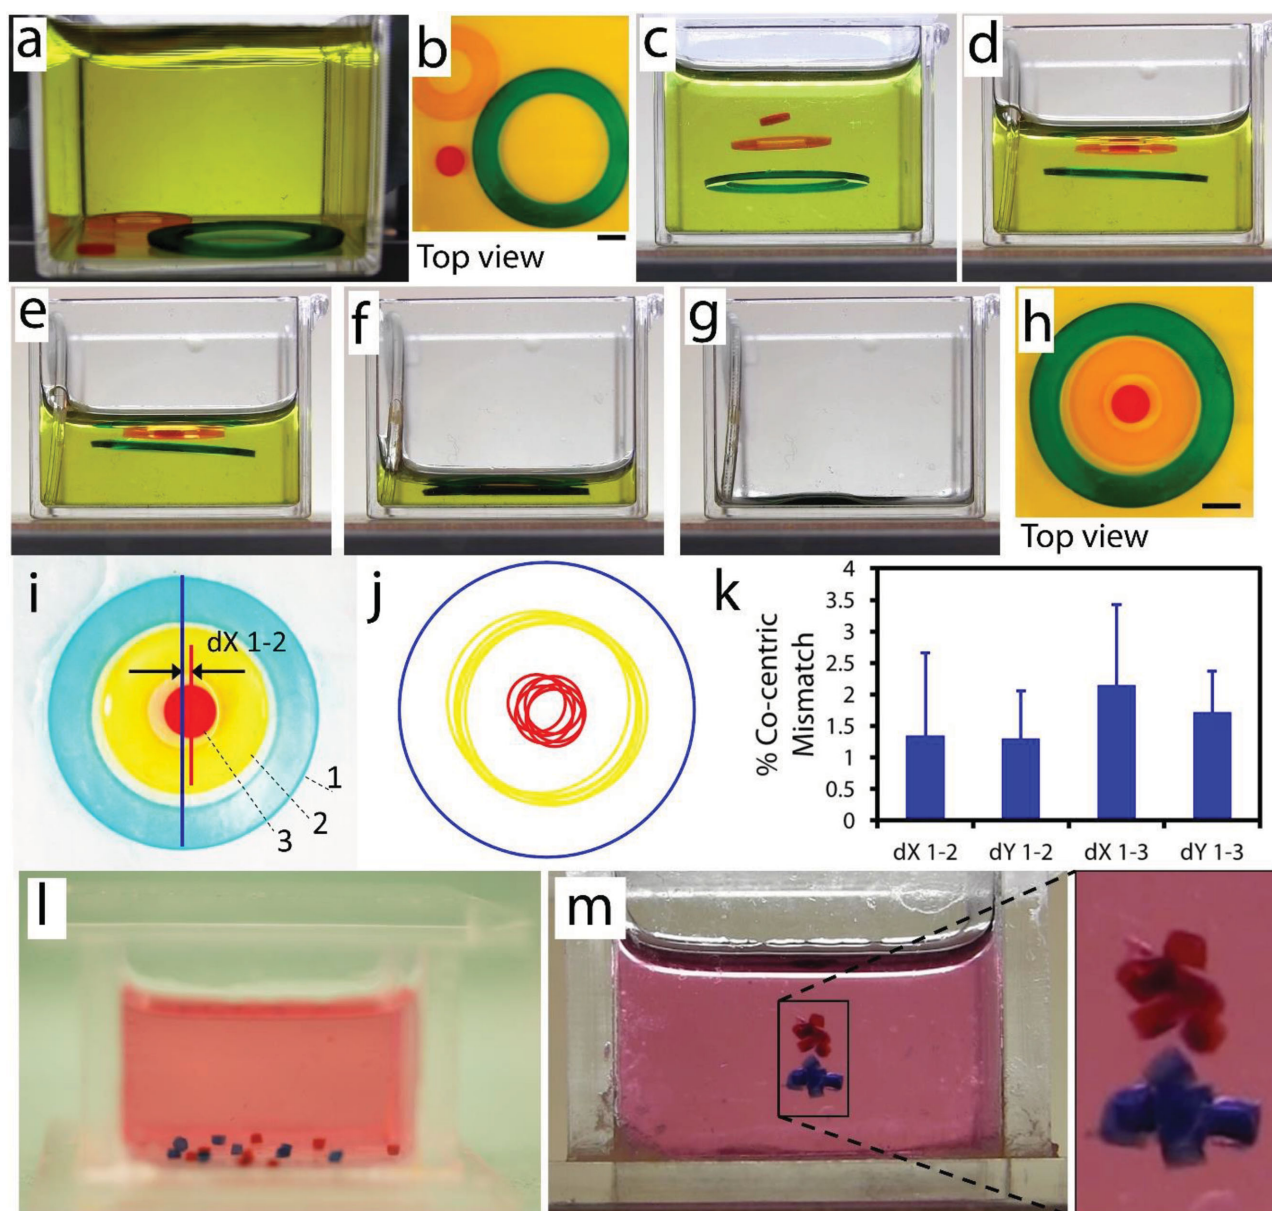 a
b
Top view
c
d
e
f
g
h
Top view
i
dX 1-2
1
2
3
j
k
% Co-centric
Mismatch
4
3.5
3
2.5
2
1.5
1
0.5
0
dX 1-2
dY 1-2
dX 1-3
dY 1-3
l
m